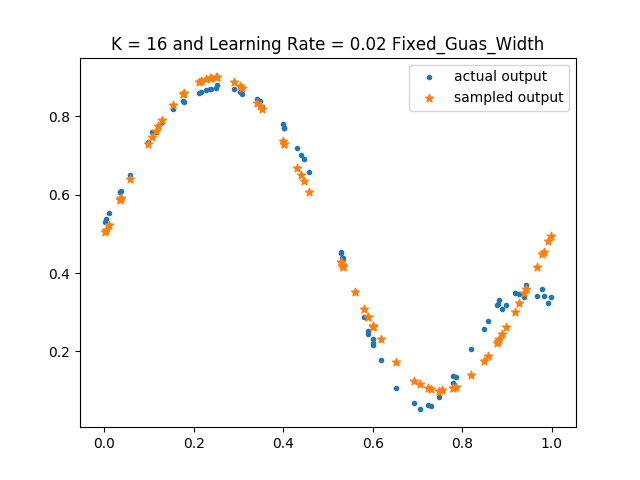 K = 16 and Learning Rate = 0.02 Fixed_Guas_Width
actual output
sampled output
0.8
0.6
0.4
0.2
0.0 0.2 0.4 0.6 0.8 1.0